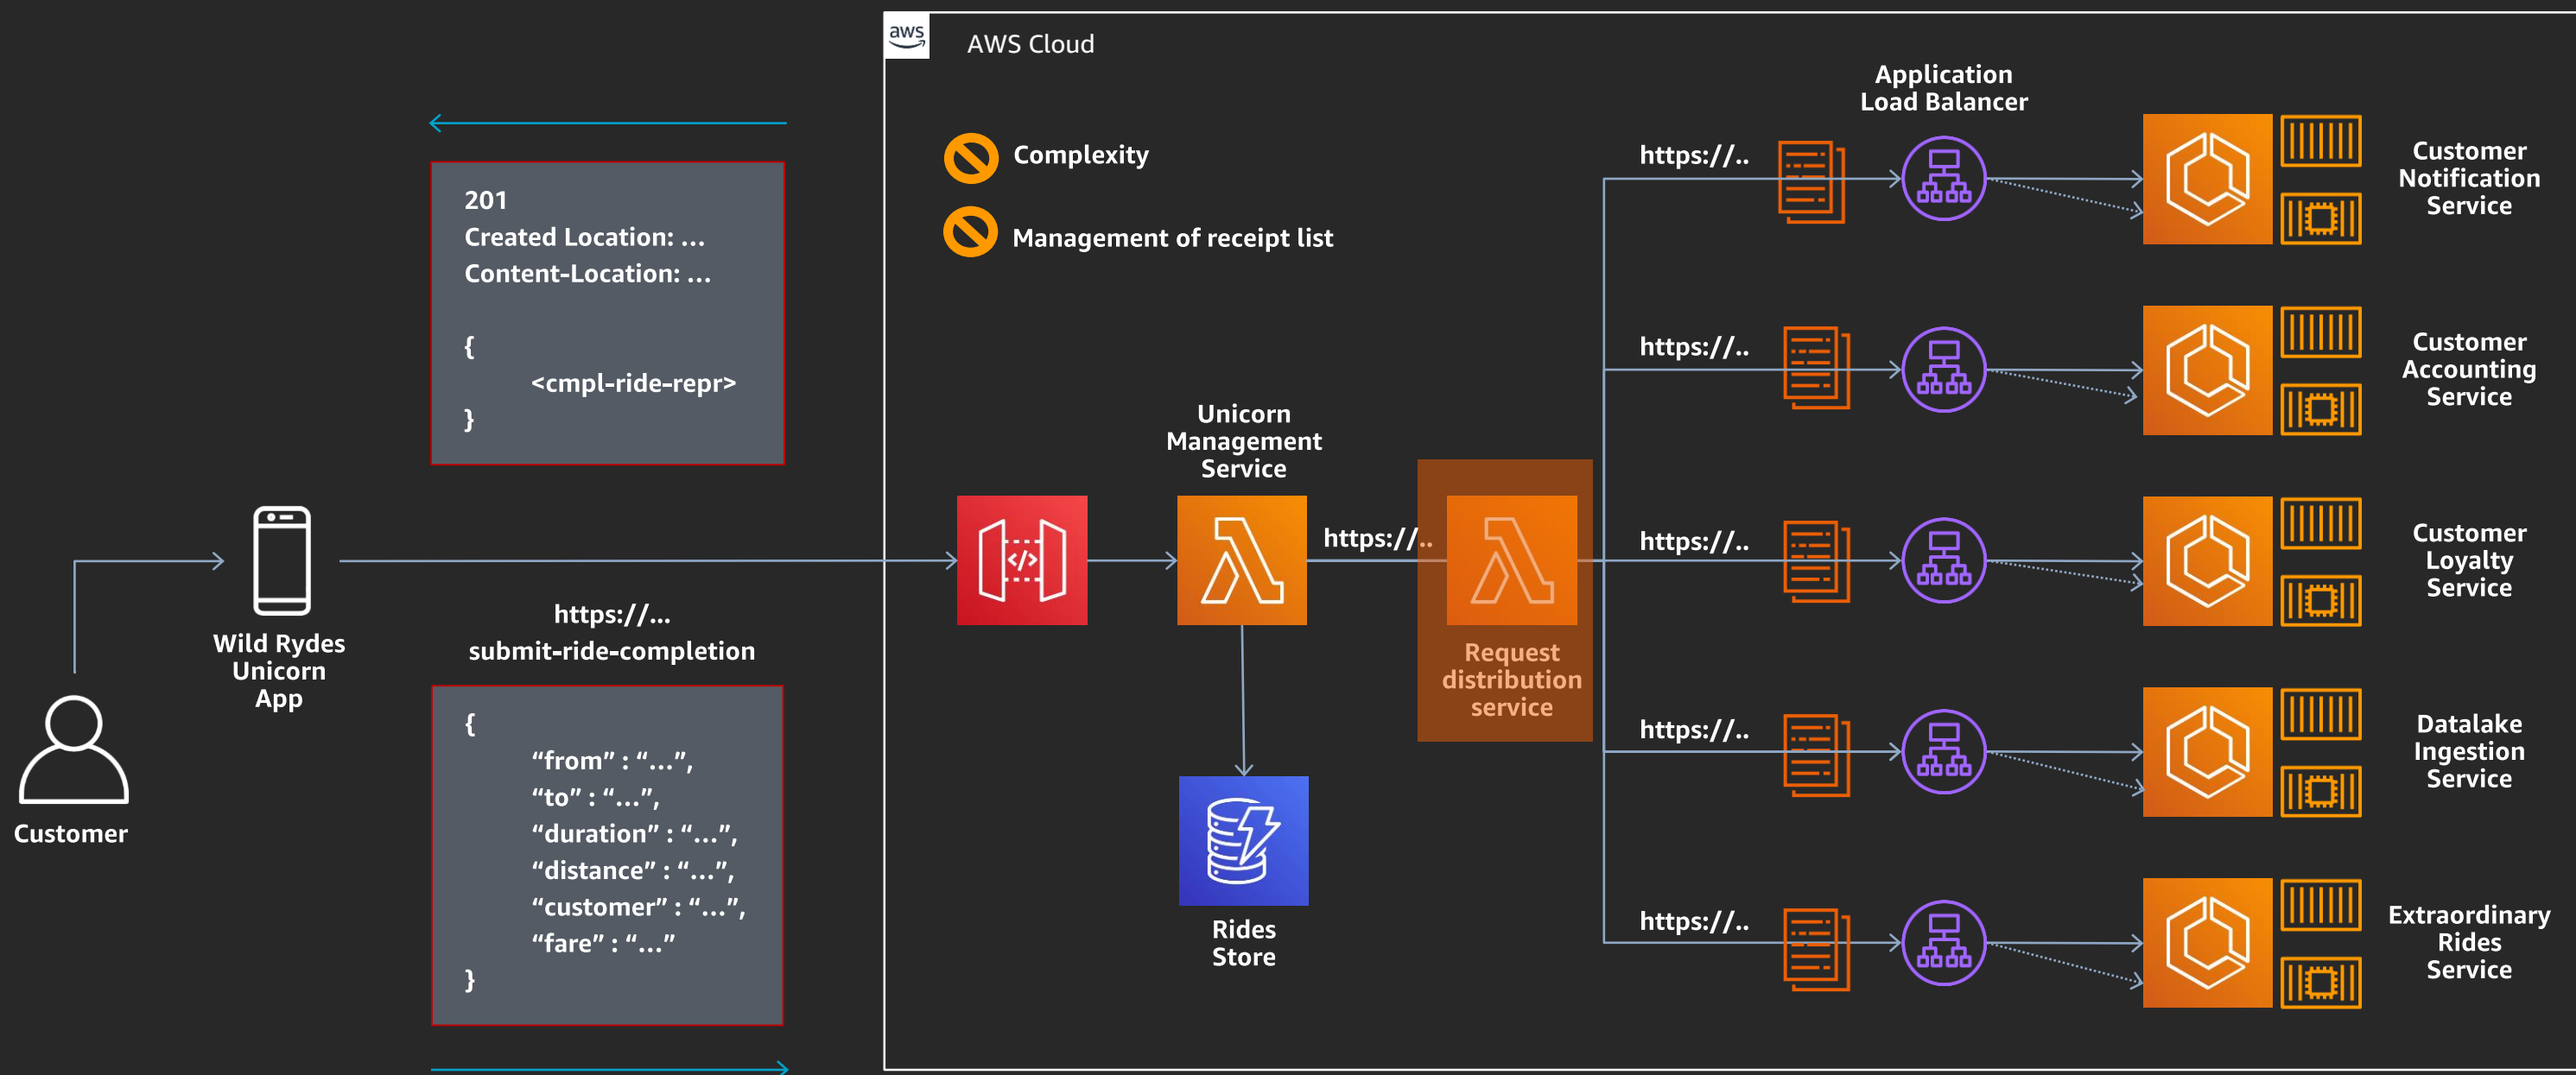 aws
AWS Cloud
201
Created Location: ...
Content-Location: ...
{
<cmpl-ride-repr>
}
Complexity
Management of receipt list
Customer
Wild Rydes
Unicorn
App
https://...
submit-ride-completion
{
“from” : “...”,
“to” : “...”,
“duration” : “...”,
“distance” : “...”,
“customer” : “...”,
“fare” : “...”
}
</>
Unicorn
Management
Service
https://..
Rides
Store
Request
distribution
service
Application
Load Balancer
https://..
Customer
Notification
Service
https://..
Customer
Accounting
Service
https://..
Customer
Loyalty
Service
https://..
Datalake
Ingestion
Service
https://..
Extraordinary
Rides
Service